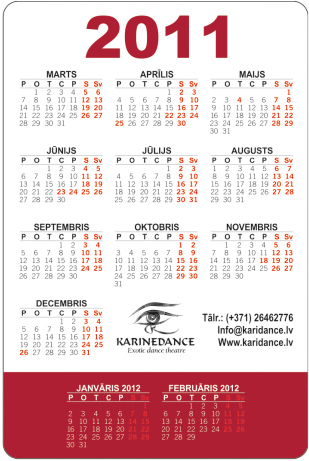 2011
MARTS
P O T C P S Sv
1 2 3 4 5 6
7 8 9 10 11 12 13
14 15 16 17 18 19 20
21 22 23 24 25 26 27
28 29 30 31
APRĪLIS
P O T C P S Sv
1 2 3
4 5 6 7 8 9 10
11 12 13 14 15 16 17
18 19 20 21 22 23 24
25 26 27 28 29 30
MAIJS
P O T C P S Sv
1
2 3 4 5 6 7 8
9 10 11 12 13 14 15
16 17 18 19 20 21 22
23 24 25 26 27 28 29
30 31
JŪNIJS
P O T C P S Sv
1 2 3 4 5
6 7 8 9 10 11 12
13 14 15 16 17 18 19
20 21 22 23 24 25 26
27 28 29 30
JŪLIJS
P O T C P S Sv
1 2 3
4 5 6 7 8 9 10
11 12 13 14 15 16 17
18 19 20 21 22 23 24
25 26 27 28 29 30 31
AUGUSTS
P O T C P S Sv
1 2 3 4 5 6 7
8 9 10 11 12 13 14
15 16 17 18 19 20 21
22 23 24 25 26 27 28
29 30 31
SEPTEMBRIS
P O T C P S Sv
1 2 3 4
5 6 7 8 9 10 11
12 13 14 15 16 17 18
19 20 21 22 23 24 25
26 27 28 29 30
OKTOBRIS
P O T C P S Sv
1 2
3 4 5 6 7 8 9
10 11 12 13 14 15 16
17 18 19 20 21 22 23
24 25 26 27 28 29 30
31
NOVEMBRIS
P O T C P S Sv
1 2 3 4 5 6
7 8 9 10 11 12 13
14 15 16 17 18 19 20
21 22 23 24 25 26 27
28 29 30
DECEMBRIS
P O T C P S Sv
1 2 3 4
5 6 7 8 9 10 11
12 13 14 15 16 17 18
19 20 21 22 23 24 25
26 27 28 29 30 31
KARINEDANCE
Exotic dance theatre
Tālr.: (+371) 26462776
Info@karidance.lv
Www.karidance.lv
JANVĀRIS 2012
P O T C P S Sv
1
2 3 4 5 6 7 8
9 10 11 12 13 14 15
16 17 18 19 20 21 22
23 24 25 26 27 28 29
30 31
FEBRUĀRIS 2012
P O T C P S Sv
1 2 3 4 5
6 7 8 9 10 11 12
13 14 15 16 17 18 19
20 21 22 23 24 25 26
27 28 29